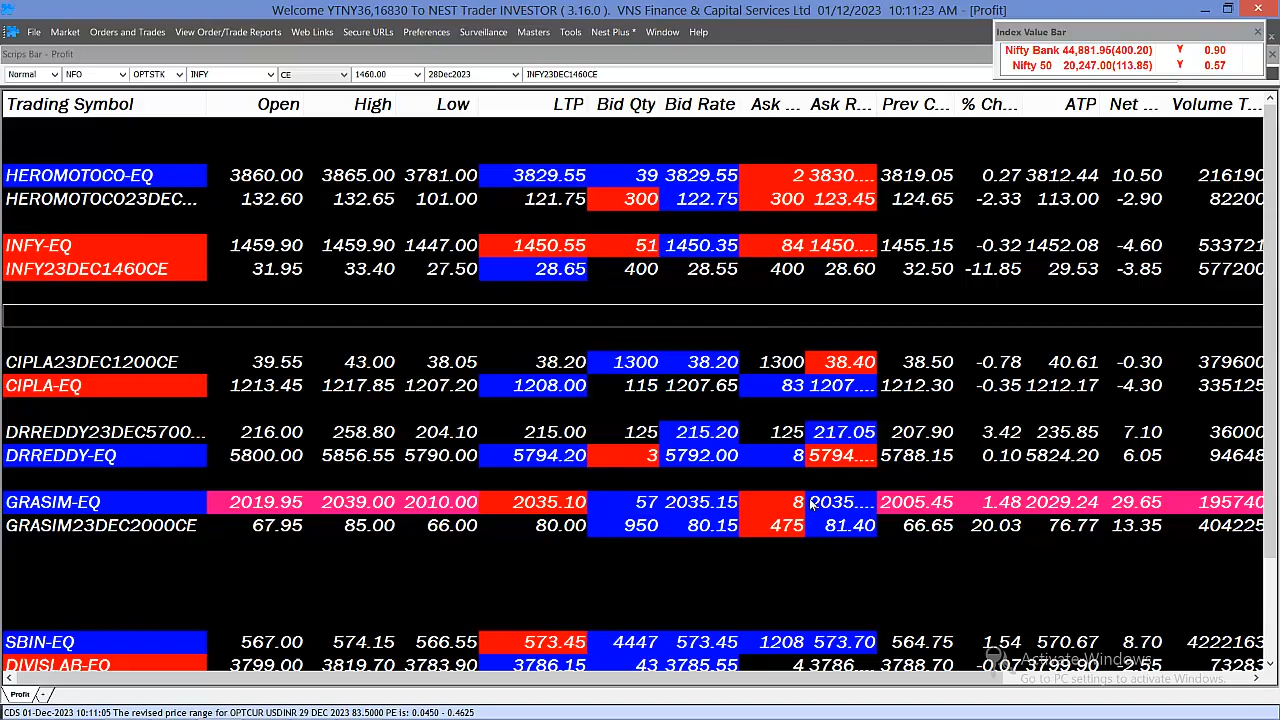 Welcome YTNY36,16830 To NEST Trader INVESTOR ( 3.16.0 ). VNS Finance & Capital Services Ltd 01/12/2023 10:11:23 AM - [Profit]
File Market Orders and Trades View Order/Trade Reports Web Links Secure URLs Preferences Surveillance Masters Tools Nest Plus * Window Help
Index Value Bar
Nifty Bank 44,881.95(400.20) Y 0.90
Nifty 50 20,247.00(113.85) Y 0.57
Scrips Bar - Profit
Normal NFO OPTSTK INFY CE 1460.00 28Dec2023 INFY23DEC1460CE
Trading Symbol Open High Low LTP Bid Qty Bid Rate Ask ... Ask R... Prev C... % Ch... ATP Net ... Volume T...
HEROMOTOCO-EQ 3860.00 3865.00 3781.00 3829.55 39 3829.55 2 3830.... 3819.05 0.27 3812.44 10.50 216190
HEROMOTOCO23DEC... 132.60 132.65 101.00 121.75 300 122.75 300 123.45 124.65 -2.33 113.00 -2.90 82200
INFY-EQ 1459.90 1459.90 1447.00 1450.55 51 1450.35 84 1450.... 1455.15 -0.32 1452.08 -4.60 533721
INFY23DEC1460CE 31.95 33.40 27.50 28.65 400 28.55 400 28.60 32.50 -11.85 29.53 -3.85 577200
CIPLA23DEC1200CE 39.55 43.00 38.05 38.20 1300 38.20 1300 38.40 38.50 -0.78 40.61 -0.30 379600
CIPLA-EQ 1213.45 1217.85 1207.20 1208.00 115 1207.65 83 1207.... 1212.30 -0.35 1212.17 -4.30 335125
DRREDDY23DEC5700... 216.00 258.80 204.10 215.00 125 215.20 125 217.05 207.90 3.42 235.85 7.10 36000
DRREDDY-EQ 5800.00 5856.55 5790.00 5794.20 3 5792.00 8 5794.... 5788.15 0.10 5824.20 6.05 94648
GRASIM-EQ 2019.95 2039.00 2010.00 2035.10 57 2035.15 8 2035.... 2005.45 1.48 2029.24 29.65 195740
GRASIM23DEC2000CE 67.95 85.00 66.00 80.00 950 80.15 475 81.40 66.65 20.03 76.77 13.35 404225
SBIN-EQ 567.00 574.15 566.55 573.45 4447 573.45 1208 573.70 564.75 1.54 570.67 8.70 4222163
DIVISLAB-EQ 3799.00 3819.70 3783.90 3786.15 43 3785.55 4 3786.... 3788.70 -0.07 3799.90 -2.55 73283
Activate Windows
Go to PC settings to activate Windows.
Profit -
CDS 01-Dec-2023 10:11:05 The revised price range for OPTCUR USDINR 29 DEC 2023 83.5000 PE is: 0.0450 - 0.4625